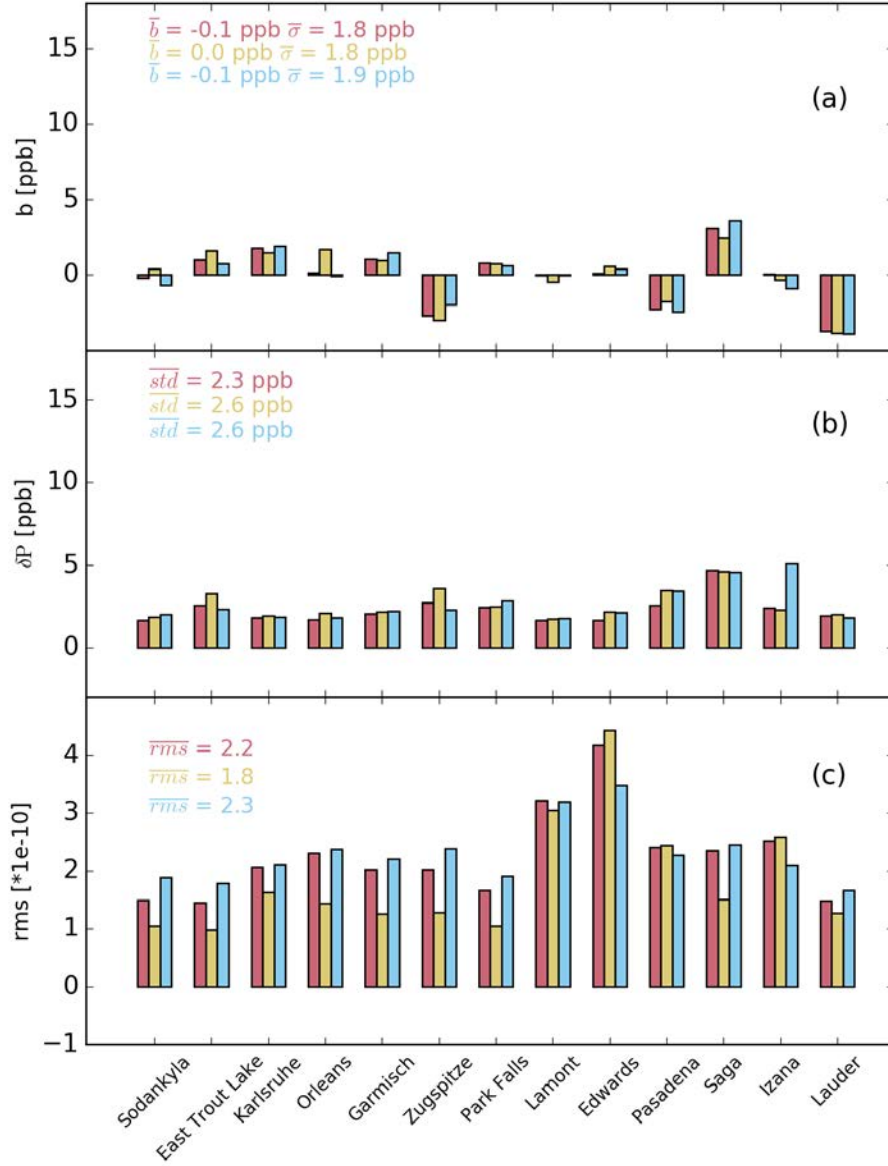 b̅ = -0.1 ppb σ̅ = 1.8 ppb
b̅ = 0.0 ppb σ̅ = 1.8 ppb
b̅ = -0.1 ppb σ̅ = 1.9 ppb
(a)
15
10
5
0
b [ppb]
std = 2.3 ppb
std = 2.6 ppb
std = 2.6 ppb
(b)
15
10
5
0
δP [ppb]
rms = 2.2
rms = 1.8
rms = 2.3
(c)
4
3
2
1
0
−1
rms [*1e-10]
Sodankyla
East Trout Lake
Karlsruhe
Orleans
Garmisch
Zugspitze
Park Falls
Lamont
Edwards
Pasadena
Saga
Izana
Lauder